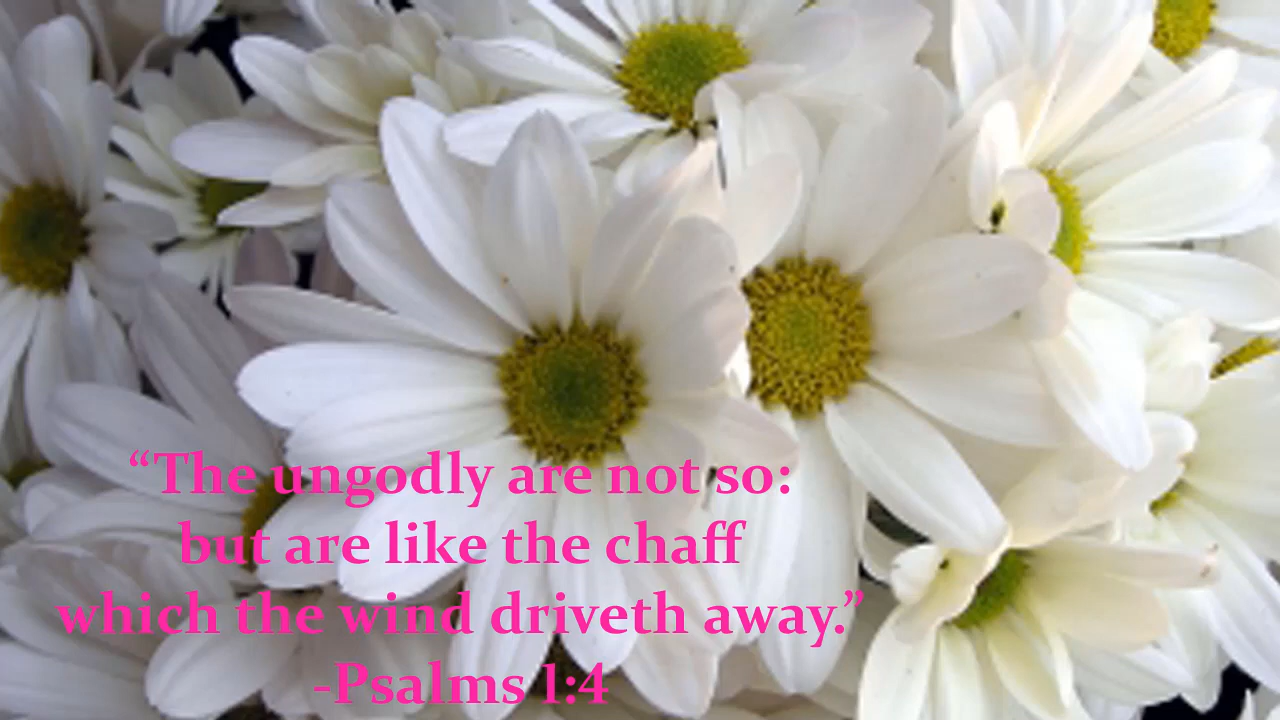 “The ungodly are not so:
but are like the chaff
which the wind driveth away.”
-Psalms 1:4